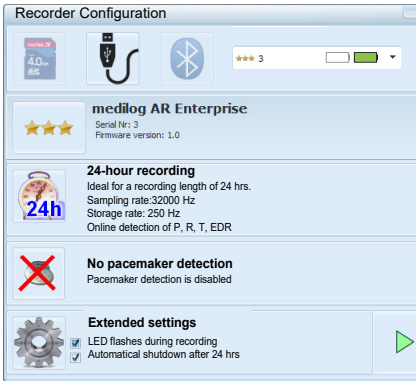 Recorder Configuration
SanDisk
4.0GB
3
medilog AR Enterprise
Serial Nr: 3
Firmware version: 1.0
24-hour recording
Ideal for a recording length of 24 hrs.
Sampling rate:32000 Hz
Storage rate: 250 Hz
Online detection of P, R, T, EDR
24h
No pacemaker detection
Pacemaker detection is disabled
Extended settings
LED flashes during recording
Automatical shutdown after 24 hrs